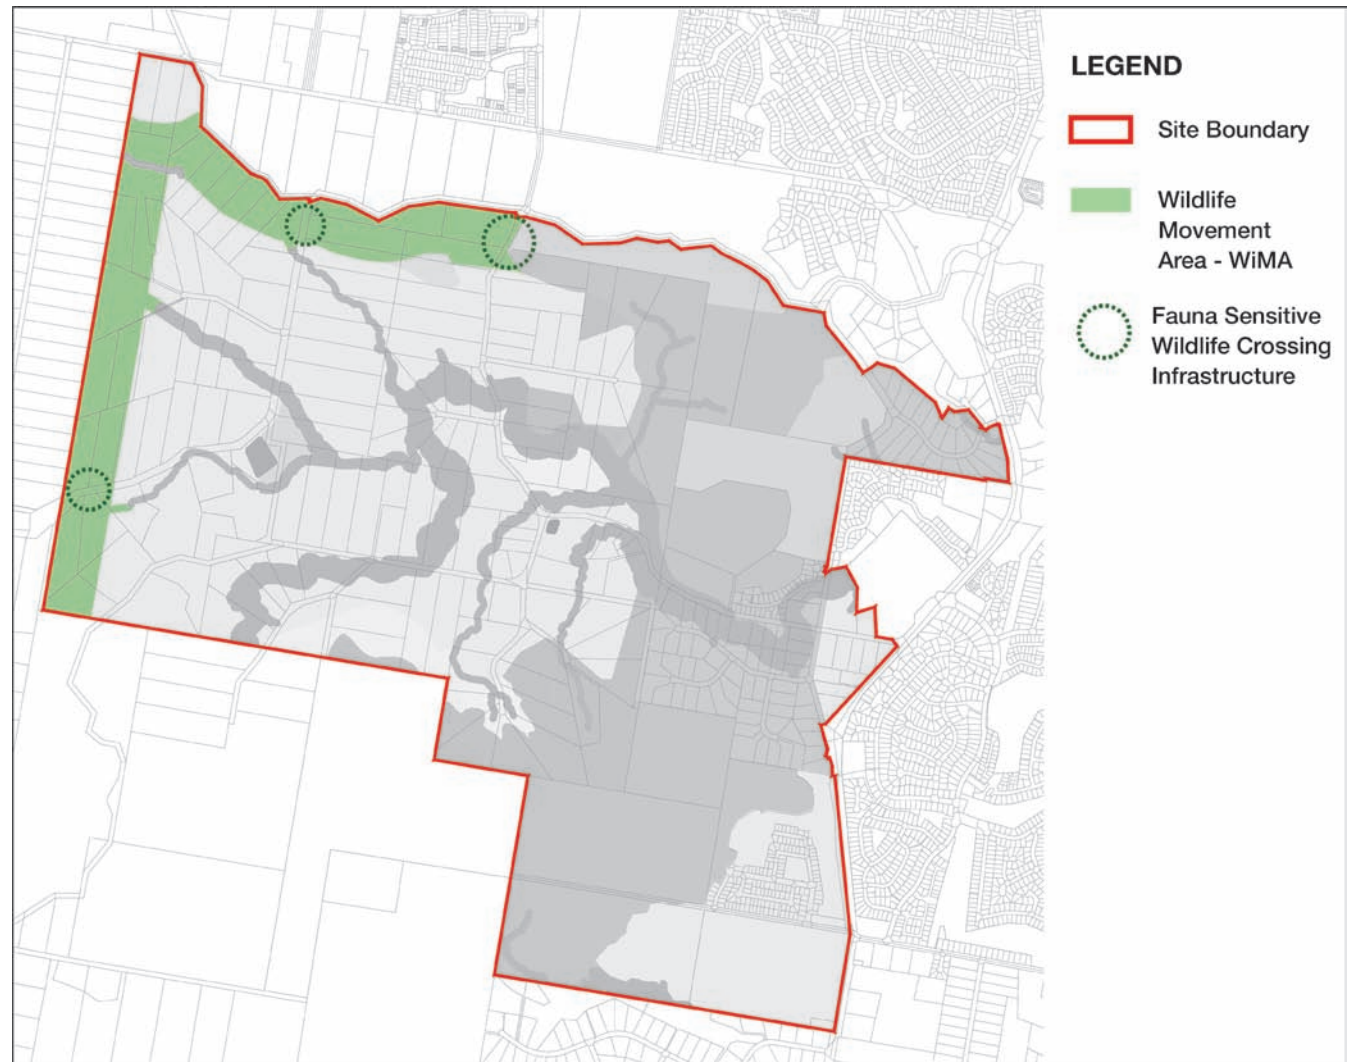 LEGEND
Site Boundary
Wildlife
Movement
Area - WiMA
Fauna Sensitive
Wildlife Crossing
Infrastructure